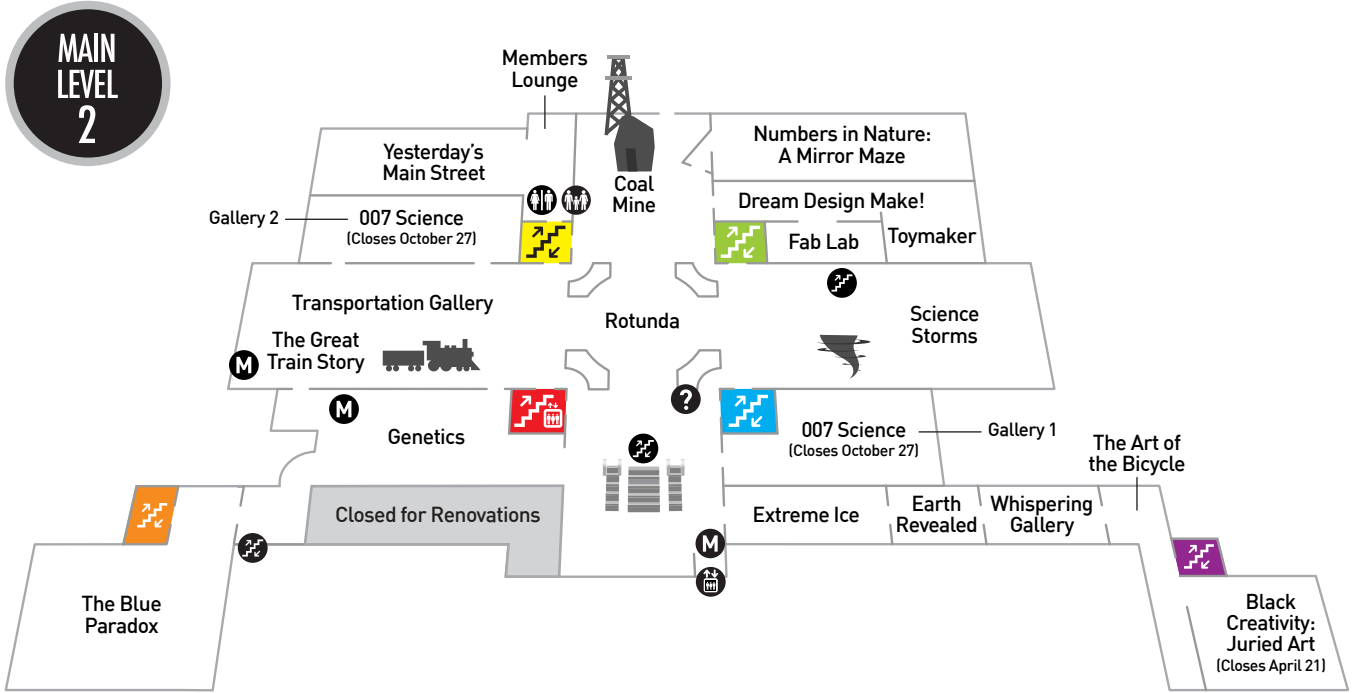 MAIN
LEVEL
2
Members
Lounge
Yesterday's
Main Street
Coal
Mine
Numbers in Nature:
A Mirror Maze
Dream Design Make!
Gallery 2
007 Science
(Closes October 27)
Fab Lab
Toymaker
Transportation Gallery
The Great
Train Story
M
Rotunda
Science
Storms
M
Genetics
?
007 Science
(Closes October 27)
Gallery 1
The Art of
the Bicycle
Closed for Renovations
Extreme Ice
Earth
Revealed
Whispering
Gallery
M
The Blue
Paradox
Black
Creativity:
Juried Art
(Closes April 21)